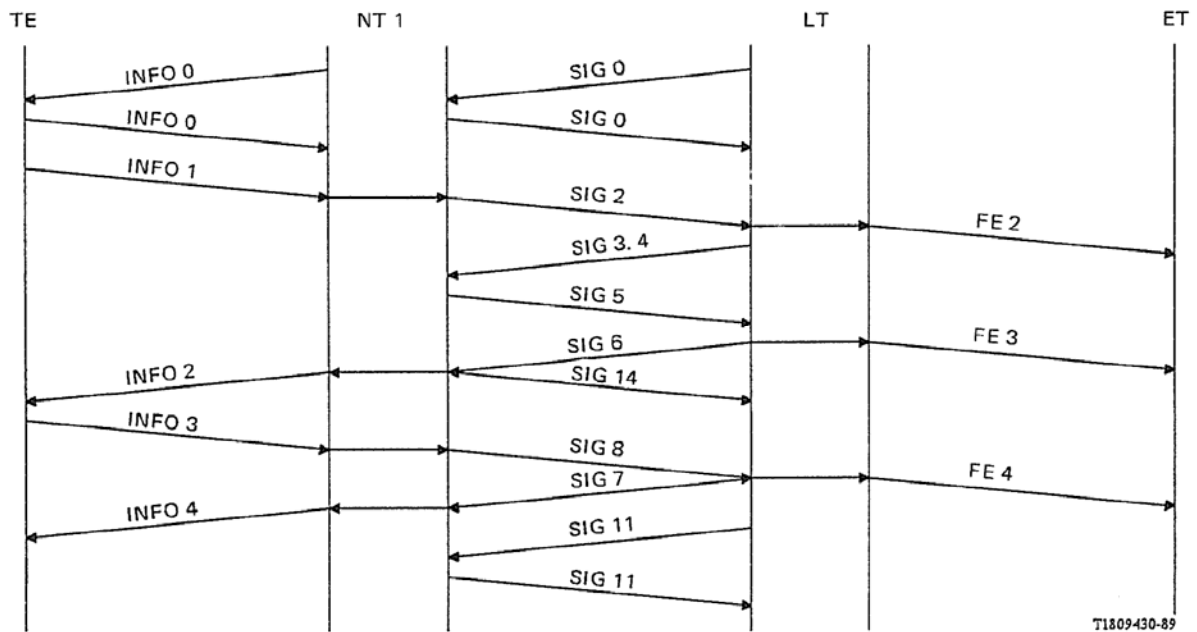 TE NT 1 LT ET
INFO 0 SIG 0
INFO 0 SIG 0
INFO 1 SIG 2 FE 2
SIG 3. 4
SIG 5
SIG 6 FE 3
INFO 2 SIG 14
INFO 3 SIG 8 FE 4
SIG 7
INFO 4 SIG 11
SIG 11
T1809430-89